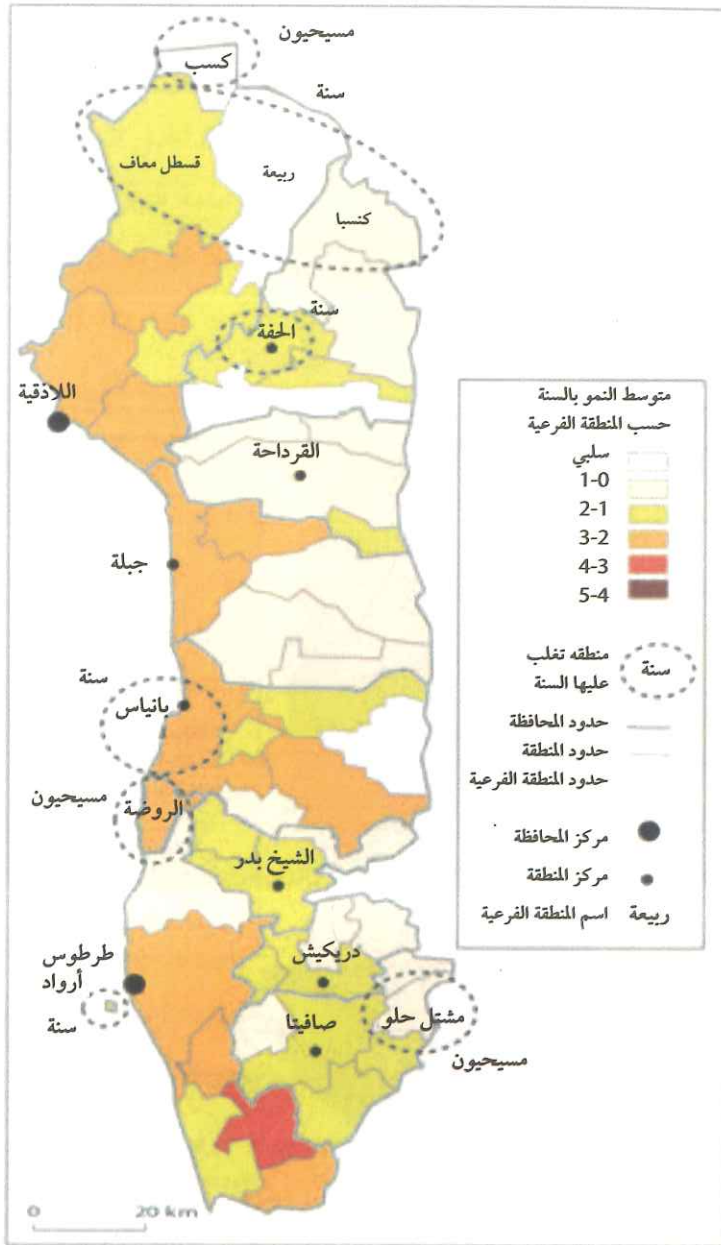 مسيحيون
كسب
سنة
قسطل معاف
ربيعة
كنسبا
سنة
الحفة
اللاذقية
القرداحة
جبلة
سنة
بانياس
مسيحيون
الروضة
الشيخ بدر
دريكيش
طرطوس
أرواد
سنة
مشتل حلو
صافيتا
مسيحيون
0 20 km
متوسط النمو بالسنة
حسب المنطقة الفرعية
سلبي
1-0
2-1
3-2
4-3
5-4
منطقه تغلب
عليها السنة
سنة
حدود المحافظة
حدود المنطقة
حدود المنطقة الفرعية
مركز المحافظة
مركز المنطقة
اسم المنطقة الفرعية ربيعة